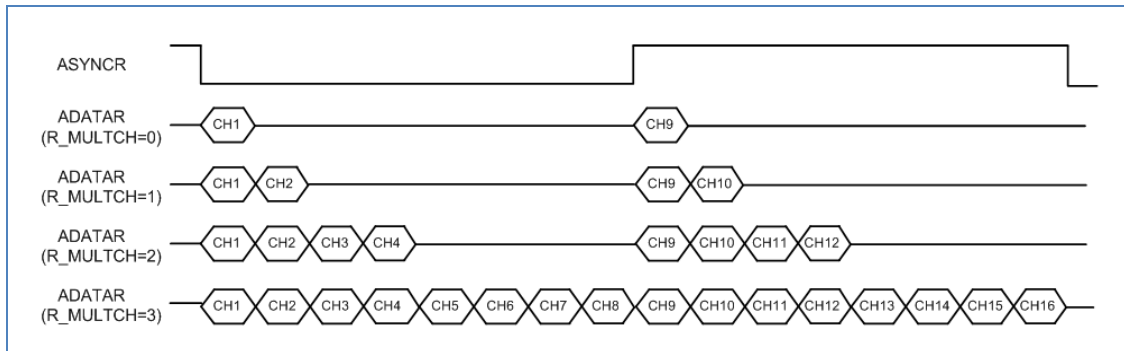 ASYNCR
ADATAR
(R_MULTCH=0)
CH1 CH9
ADATAR
(R_MULTCH=1)
CH1 CH2 CH9 CH10
ADATAR
(R_MULTCH=2)
CH1 CH2 CH3 CH4 CH9 CH10 CH11 CH12
ADATAR
(R_MULTCH=3)
CH1 CH2 CH3 CH4 CH5 CH6 CH7 CH8 CH9 CH10 CH11 CH12 CH13 CH14 CH15 CH16